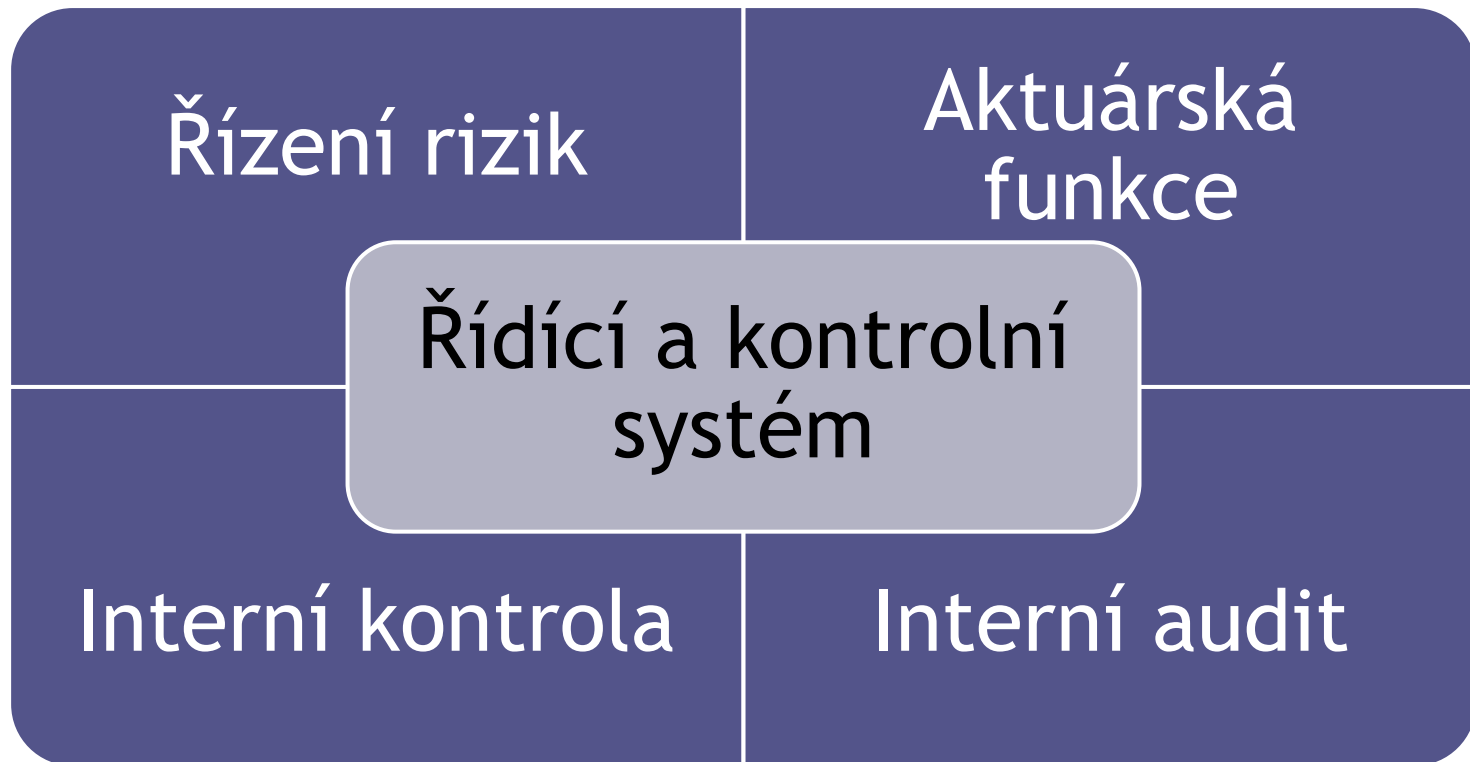 Řízení rizik
Aktuárská
funkce
Řídící a kontrolní
systém
Interní kontrola
Interní audit